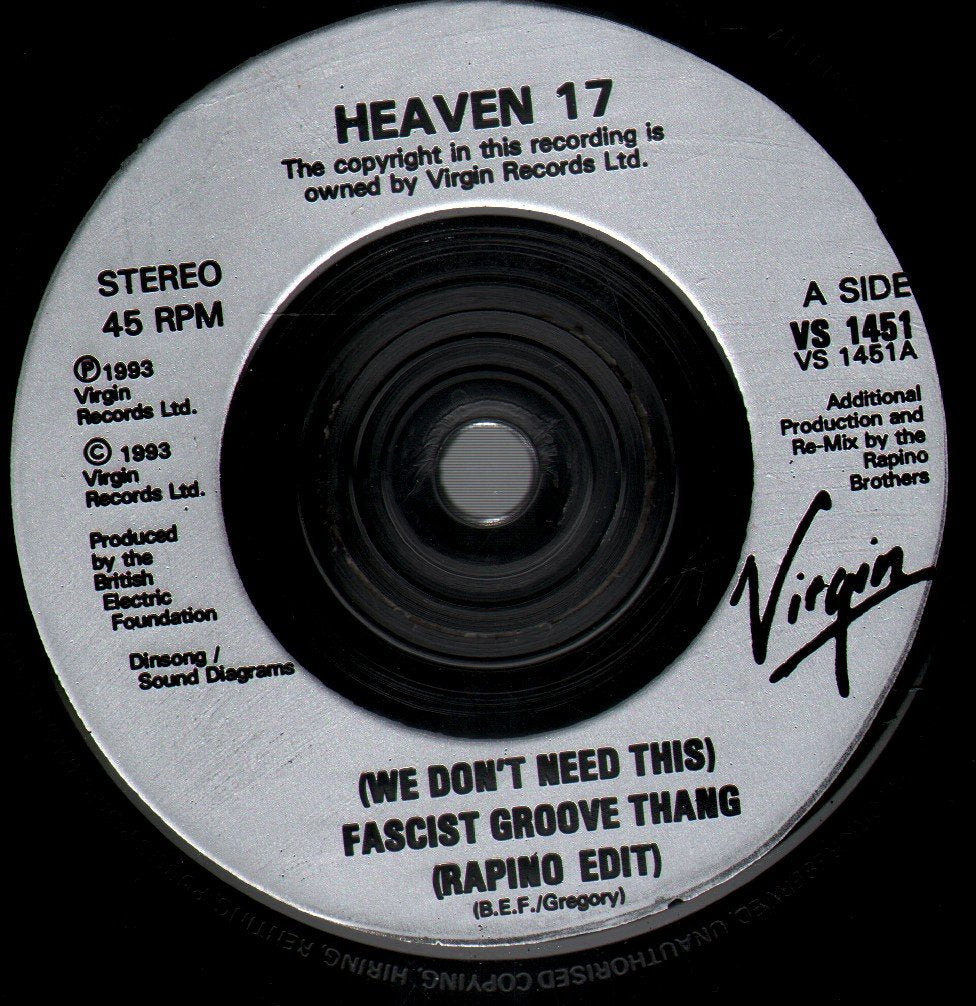 HEAVEN 17
The copyright in this recording is
owned by Virgin Records Ltd.
STEREO
45 RPM
Ⓟ 1993
Virgin
Records Ltd.
© 1993
Virgin
Records Ltd.
Produced
by the
British
Electric
Foundation
Dinsong /
Sound Diagrams
A SIDE
VS 1451
VS 1451A
Additional
Production and
Re-Mix by the
Rapino
Brothers
Virgin
(WE DON'T NEED THIS)
FASCIST GROOVE THANG
(RAPINO EDIT)
(B.E.F./Gregory)
UNAUTHORISED COPYING, HIRING,